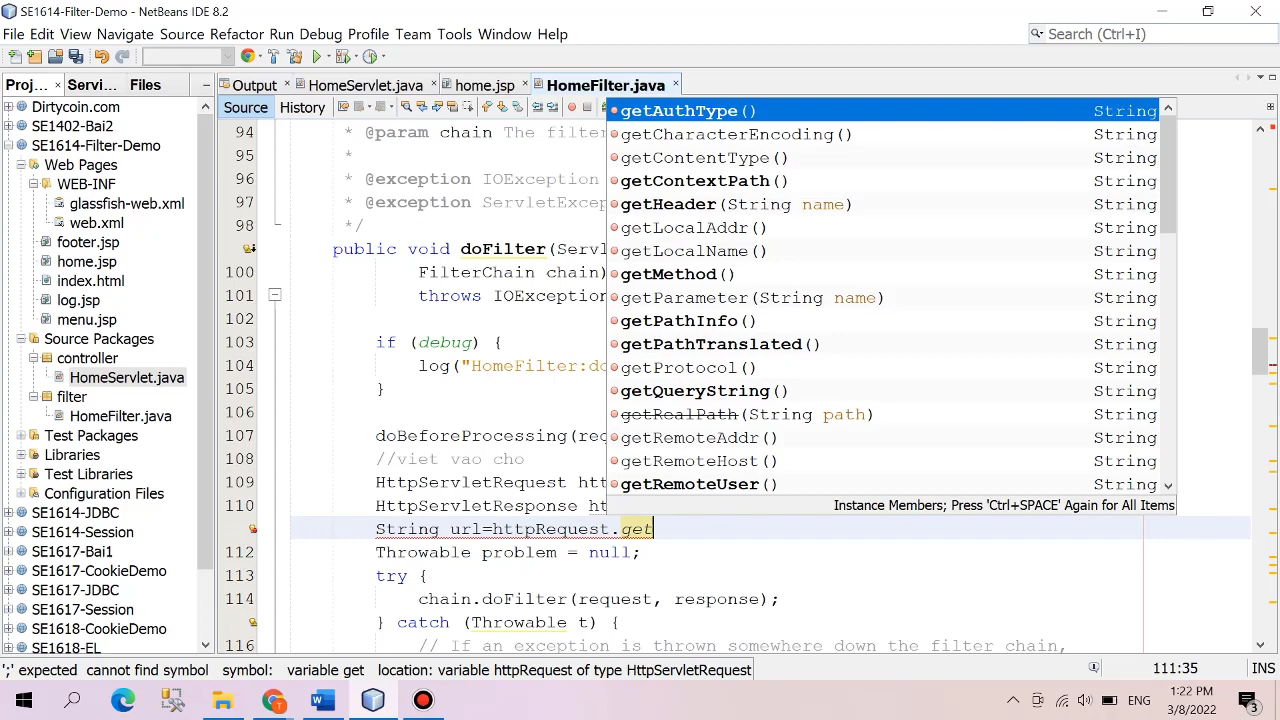 SE1614-Filter-Demo - NetBeans IDE 8.2
File Edit View Navigate Source Refactor Run Debug Profile Team Tools Window Help
Search (Ctrl+I)
Proj... × Servi... Files
Output × HomeServlet.java × home.jsp × HomeFilter.java ×
Source History
Dirtycoin.com
SE1402-Bai2
SE1614-Filter-Demo
Web Pages
WEB-INF
glassfish-web.xml
web.xml
footer.jsp
home.jsp
index.html
log.jsp
menu.jsp
Source Packages
controller
HomeServlet.java
filter
HomeFilter.java
Test Packages
Libraries
Test Libraries
Configuration Files
SE1614-JDBC
SE1614-Session
SE1617-Bai1
SE1617-CookieDemo
SE1617-JDBC
SE1617-Session
SE1618-CookieDemo
SE1618-EL
94 * @param chain The filter
95 *
96 * @exception IOException
97 * @exception ServletExcep
98 */
public void doFilter(Serv
100 FilterChain chain)
101 throws IOException
102
103 if (debug) {
104 log("HomeFilter:do
105 }
106
107 doBeforeProcessing(req
108 //viet vao cho
109 HttpServletRequest htt
110 HttpServletResponse ht
String url=httpRequest.get
112 Throwable problem = null;
113 try {
114 chain.doFilter(request, response);
} catch (Throwable t) {
116 // If an exception is thrown somewhere down the filter chain,
getAuthType() String
getCharacterEncoding() String
getContentType() String
getContextPath() String
getHeader(String name) String
getLocalAddr() String
getLocalName() String
getMethod() String
getParameter(String name) String
getPathInfo() String
getPathTranslated() String
getProtocol() String
getQueryString() String
getRealPath(String path) String
getRemoteAddr() String
getRemoteHost() String
getRemoteUser() String
Instance Members; Press 'Ctrl+SPACE' Again for All Items
';' expected cannot find symbol symbol: variable get location: variable httpRequest of type HttpServletRequest
111:35 INS
ENG
1:22 PM
3/8/2022
3